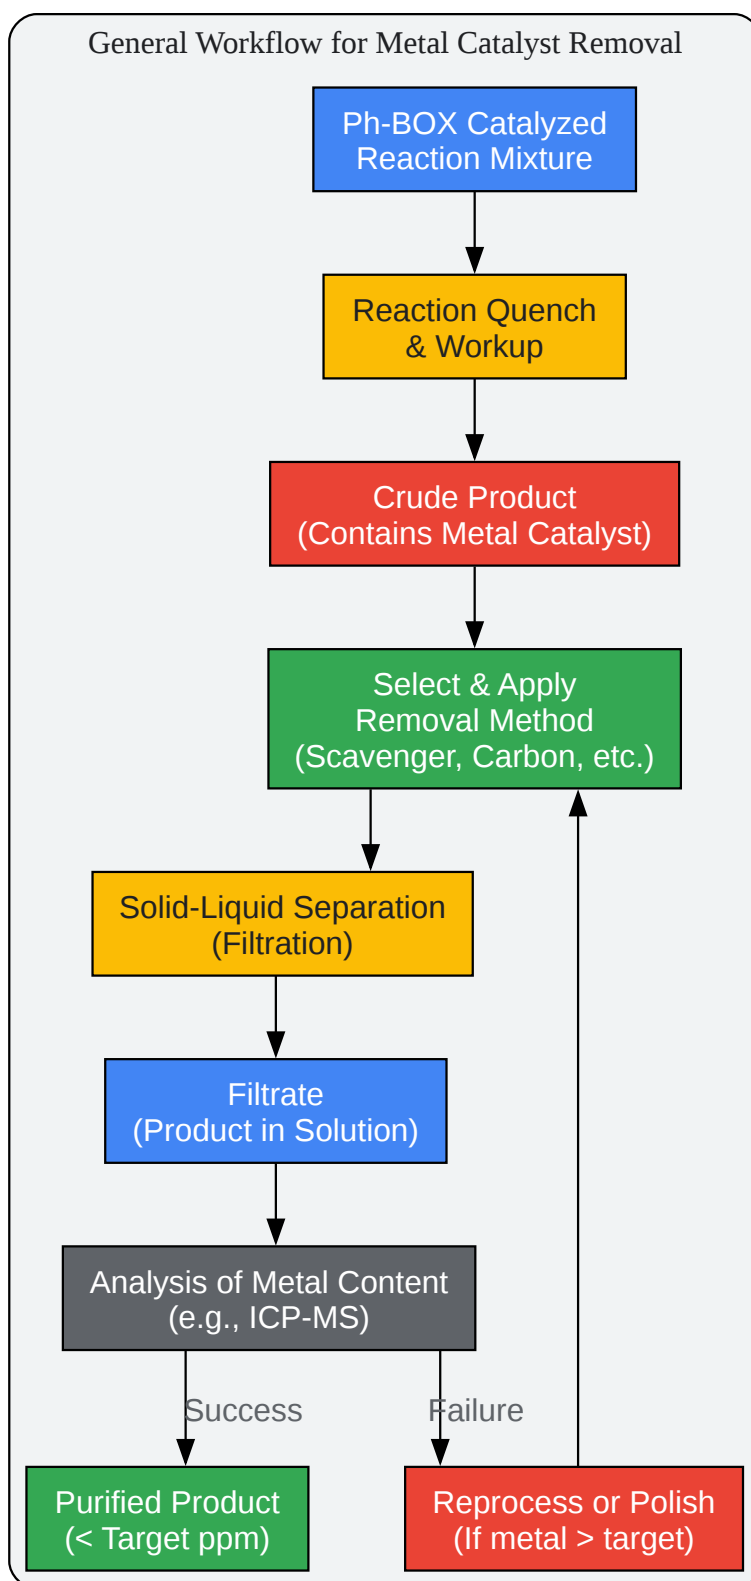 General Workflow for Metal Catalyst Removal
Ph-BOX Catalyzed
Reaction Mixture
Reaction Quench
& Workup
Crude Product
(Contains Metal Catalyst)
Select & Apply
Removal Method
(Scavenger, Carbon, etc.)
Solid-Liquid Separation
(Filtration)
Filtrate
(Product in Solution)
Analysis of Metal Content
(e.g., ICP-MS)
Success
Failure
Purified Product
(< Target ppm)
Reprocess or Polish
(If metal > target)